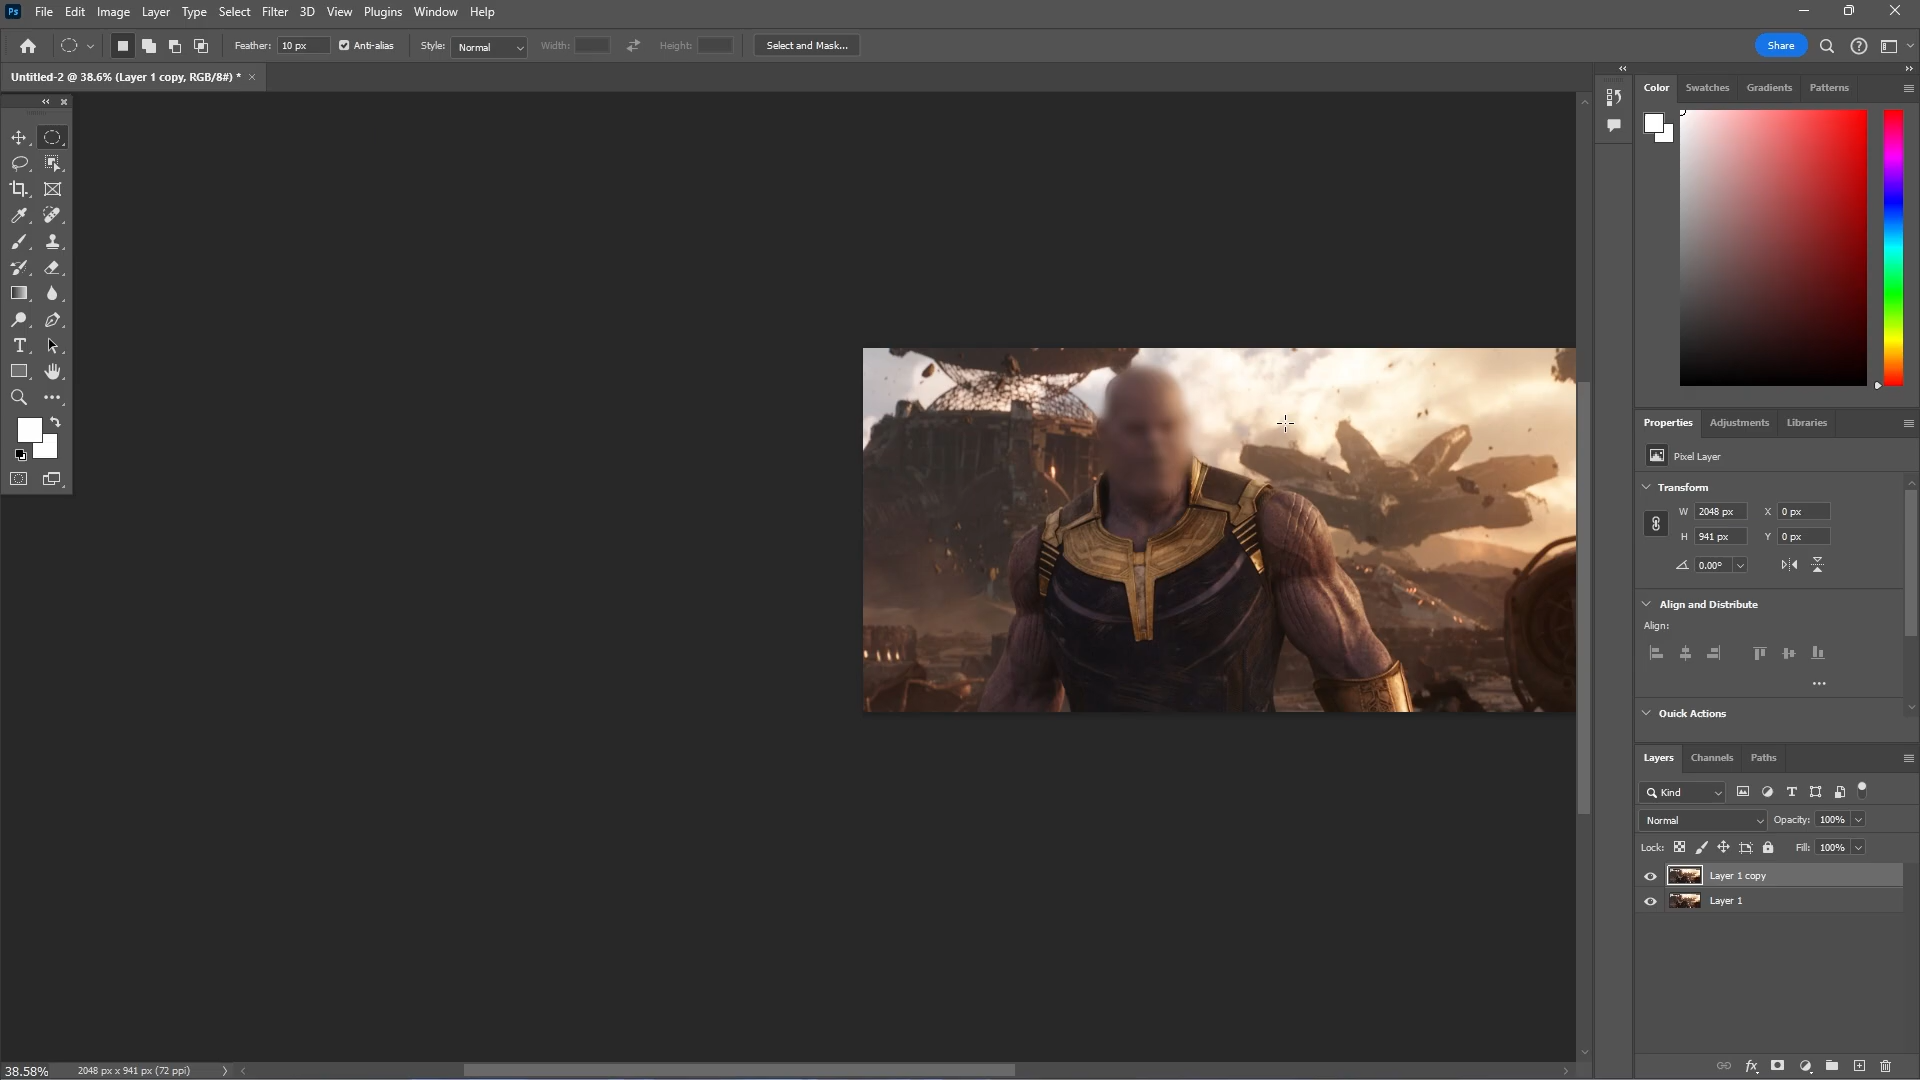 Ps File Edit Image Layer Type Select Filter 3D View Plugins Window Help
Feather: 10 px Anti-alias Style: Normal Width: Height: Select and Mask... Share
Untitled-2 @ 38.6% (Layer 1 copy, RGB/8#) *
Color Swatches Gradients Patterns
Properties Adjustments Libraries
Pixel Layer
Transform
W 2048 px X 0 px
H 941 px Y 0 px
0.00°
Align and Distribute
Align:
Quick Actions
Layers Channels Paths
Kind
Normal Opacity: 100%
Lock: Fill: 100%
Layer 1 copy
Layer 1
fx
38.58% 2048 px x 941 px (72 ppi)